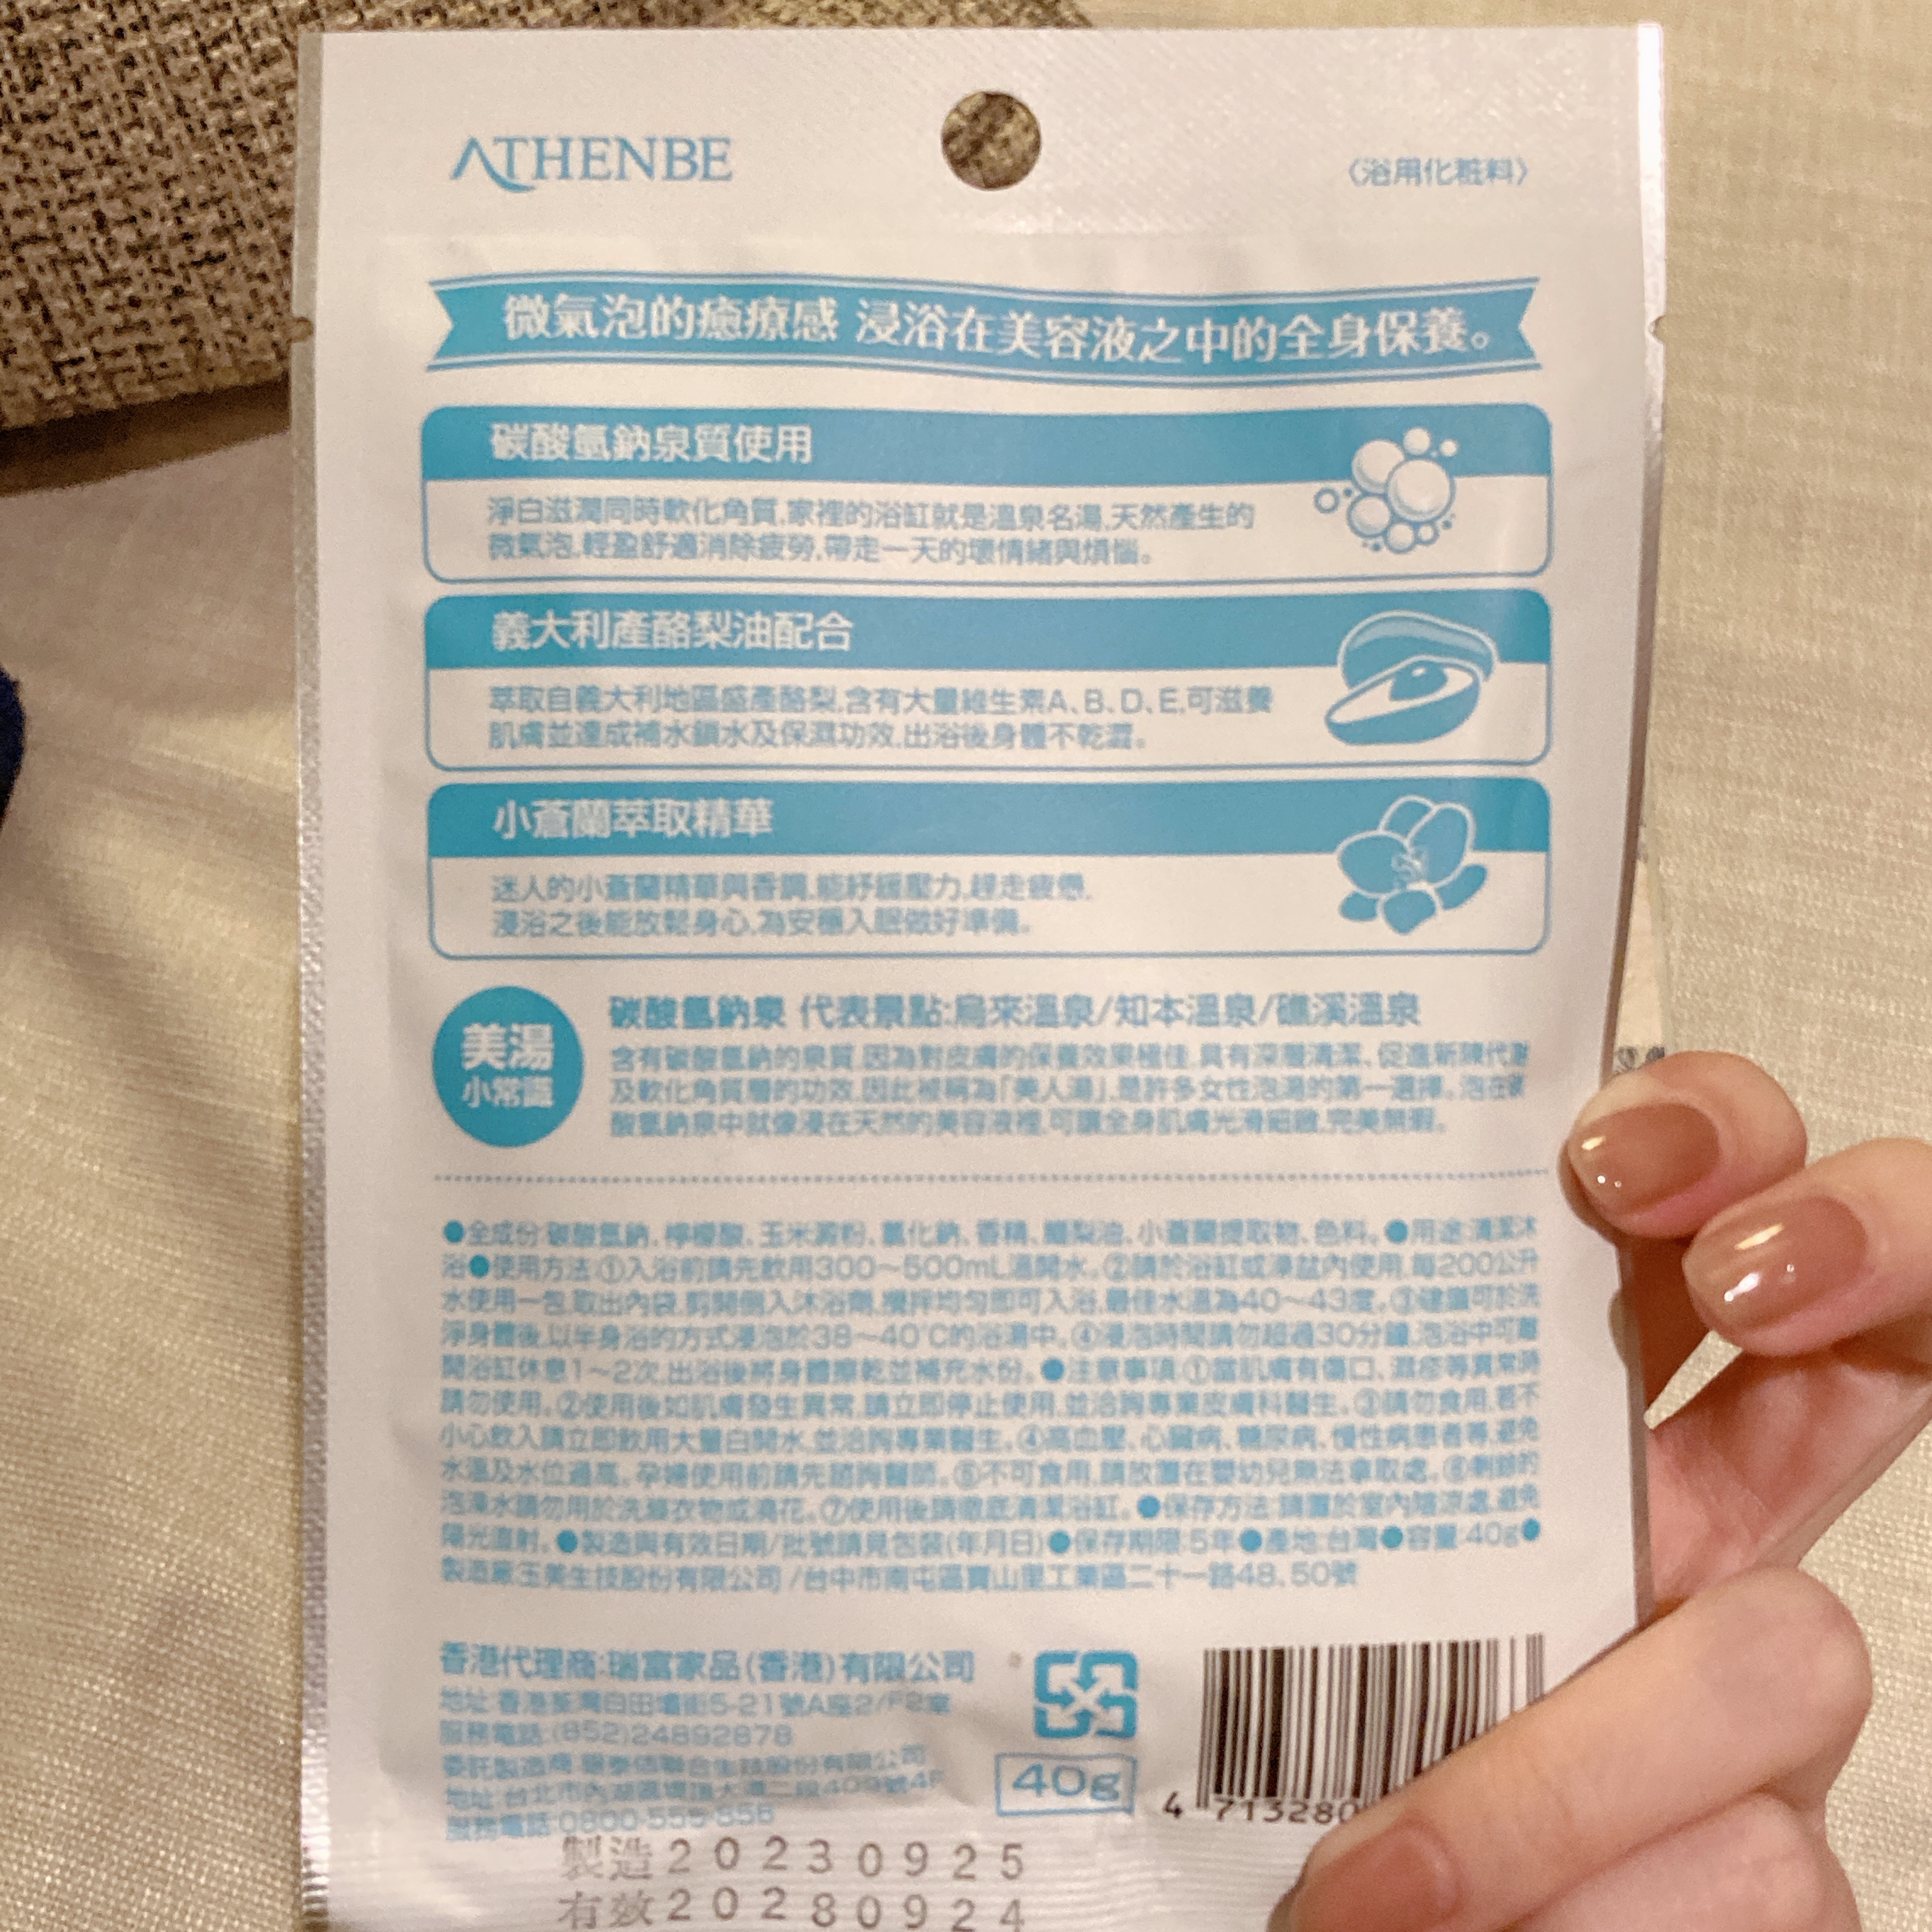 ATHENBE
〈浴用化粧料〉
微氣泡的癒療感 浸浴在美容液之中的全身保養。
碳酸氫鈉泉質使用
淨白滋潤同時軟化角質,家裡的浴缸就是溫泉名湯,天然產生的
微氣泡,輕盈舒適消除疲勞,帶走一天的壞情緒與煩惱。
義大利產酪梨油配合
萃取自義大利地區盛產酪梨,含有大量維生素A、B、D、E,可滋養
肌膚並達成補水鎖水及保濕功效,出浴後身體不乾澀。
小蒼蘭萃取精華
迷人的小蒼蘭精華與香調,能紓緩壓力,趕走疲憊,
浸浴之後能放鬆身心,為安穩入眠做好準備。
美湯
小常識
碳酸氫鈉泉 代表景點:烏來溫泉/知本溫泉/礁溪溫泉
含有碳酸氫鈉的泉質,因為對皮膚的保養效果極佳,具有深層清潔、促進新陳代謝
及軟化角質層的功效,因此被稱為「美人湯」,是許多女性泡湯的第一選擇。泡在碳
酸氫鈉泉中就像浸在天然的美容液裡,可讓全身肌膚光滑細緻,完美無瑕。
●全成份:碳酸氫鈉、檸檬酸、玉米澱粉、氯化鈉、香精、鱷梨油、小蒼蘭提取物、色料。●用途:清潔沐
浴●使用方法:①入浴前請先飲用300~500mL溫開水。②請於浴缸或澡盆內使用,每200公升
水使用一包,取出內袋,剪開倒入沐浴劑,攪拌均勻即可入浴,最佳水溫為40~43度。③建議可於洗
淨身體後,以半身浴的方式浸泡於38~40℃的浴湯中。④浸泡時間請勿超過30分鐘,泡浴中可離
開浴缸休息1~2次,出浴後將身體擦乾並補充水份。●注意事項:①當肌膚有傷口、濕疹等異常時
請勿使用。②使用後如肌膚發生異常,請立即停止使用,並洽詢專業皮膚科醫生。③請勿食用,若不
小心飲入請立即飲用大量白開水,並洽詢專業醫生。④高血壓、心臟病、糖尿病、慢性病患者等,避免
水溫及水位過高。孕婦使用前請先諮詢醫師。⑤不可食用,請放置在嬰幼兒無法拿取處。⑥剩餘的
泡澡水請勿用於洗滌衣物或澆花。⑦使用後請徹底清潔浴缸。●保存方法:請置於室內陰涼處,避免
陽光直射。●製造與有效日期/批號請見包裝(年月日)●保存期限:5年●產地:台灣●容量:40g●
製造廠:玉美生技股份有限公司/台中市南屯區寶山里工業區二十一路48、50號
香港代理商:瑞富家品(香港)有限公司
地址:香港荃灣白田壩街5-21號A座2/F2室
服務電話:(852)24892878
委託製造商:醫泰佰聯合生技股份有限公司
地址:台北市內湖區堤頂大道二段409號4F
服務電話:0800-555-856
40g
4 713280
製造20230925
有效20280924